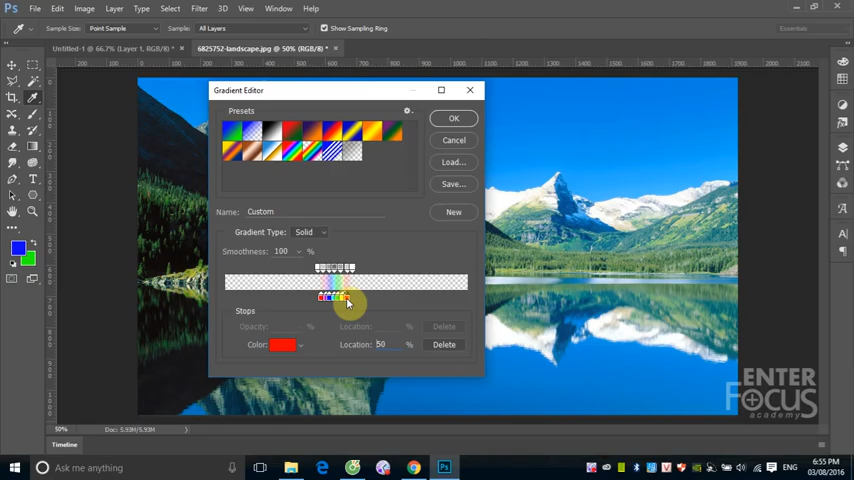 Ps File Edit Image Layer Type Select Filter 3D View Window Help
Sample Size: Point Sample Sample: All Layers Show Sampling Ring Essentials
Untitled-1 @ 66.7% (Layer 1, RGB/8) * × 6825752-landscape.jpg @ 50% (RGB/8) * ×
Gradient Editor
Presets
OK
Cancel
Load...
Save...
Name: Custom New
Gradient Type: Solid
Smoothness: 100 %
Stops
Opacity: % Location: % Delete
Color: Location: 50 % Delete
ENTER
FOCUS
academy
50% Doc: 5.93M/5.93M
Timeline
Ask me anything
Ps
ENG
6:55 PM
03/08/2016